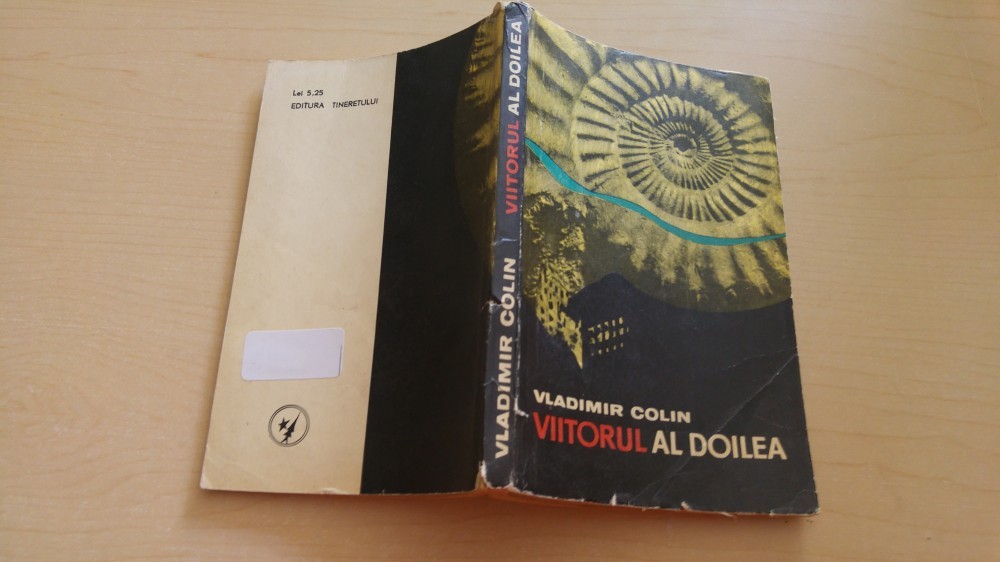 Lei 5,25
EDITURA TINERETULUI
VLADIMIR COLIN VIITORUL AL DOILEA
VLADIMIR COLIN
VIITORUL AL DOILEA